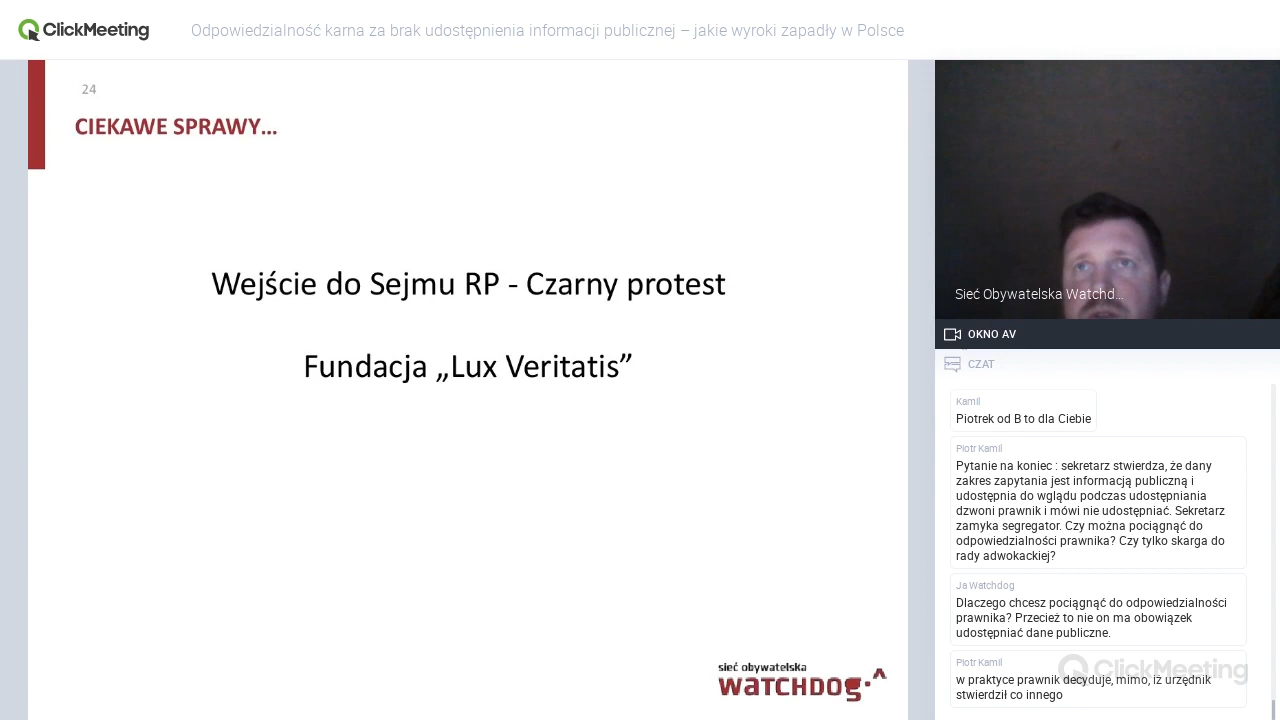 ClickMeeting
Odpowiedzialność karna za brak udostępnienia informacji publicznej – jakie wyroki zapadły w Polsce
24
CIEKAWE SPRAWY...
Wejście do Sejmu RP - Czarny protest
Fundacja „Lux Veritatis”
sieć obywatelska
WATCHDOG
Sieć Obywatelska Watchd...
OKNO AV
CZAT
Kamil
Piotrek od B to dla Ciebie
Piotr Kamil
Pytanie na koniec : sekretarz stwierdza, że dany
zakres zapytania jest informacją publiczną i
udostępnia do wglądu podczas udostępniania
dzwoni prawnik i mówi nie udostępniać. Sekretarz
zamyka segregator. Czy można pociągnąć do
odpowiedzialności prawnika? Czy tylko skarga do
rady adwokackiej?
Ja Watchdog
Dlaczego chcesz pociągnąć do odpowiedzialności
prawnika? Przecież to nie on ma obowiązek
udostępniać dane publiczne.
Piotr Kamil
w praktyce prawnik decyduje, mimo, iż urzędnik
stwierdził co innego
ClickMeeting